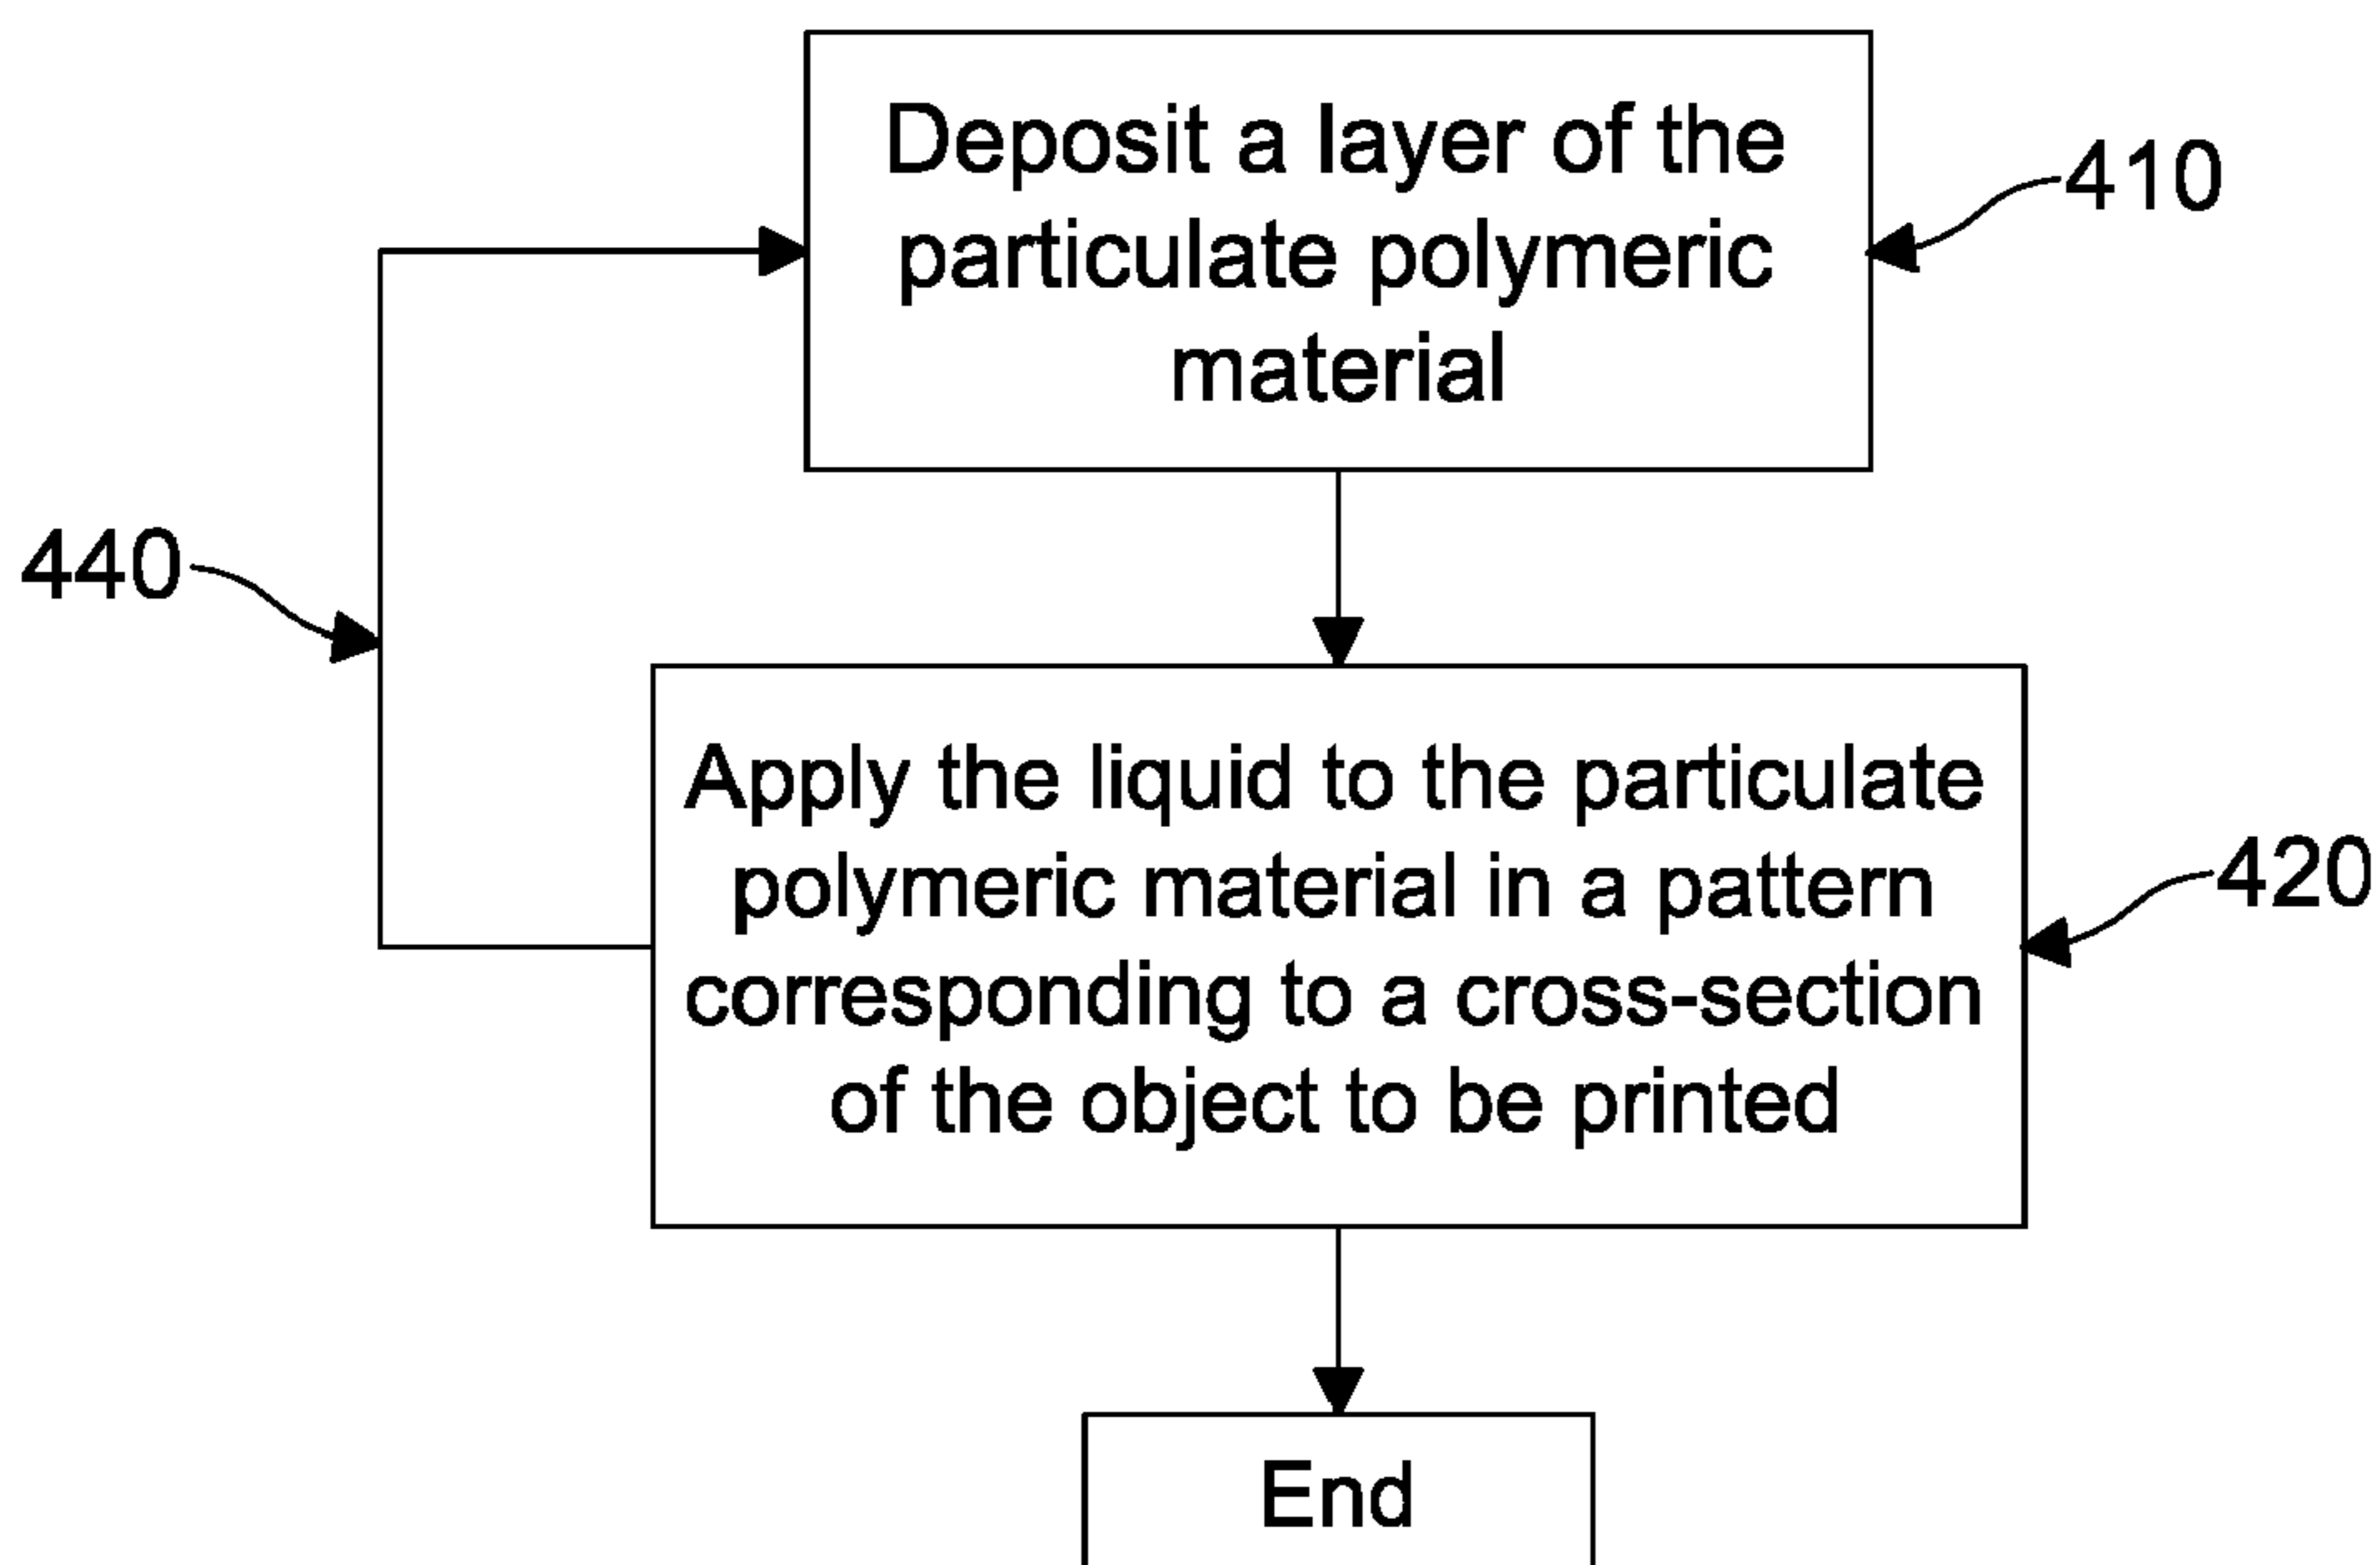 Deposit a layer of the
particulate polymeric
material
410
440
Apply the liquid to the particulate
polymeric material in a pattern
corresponding to a cross-section
of the object to be printed
420
End